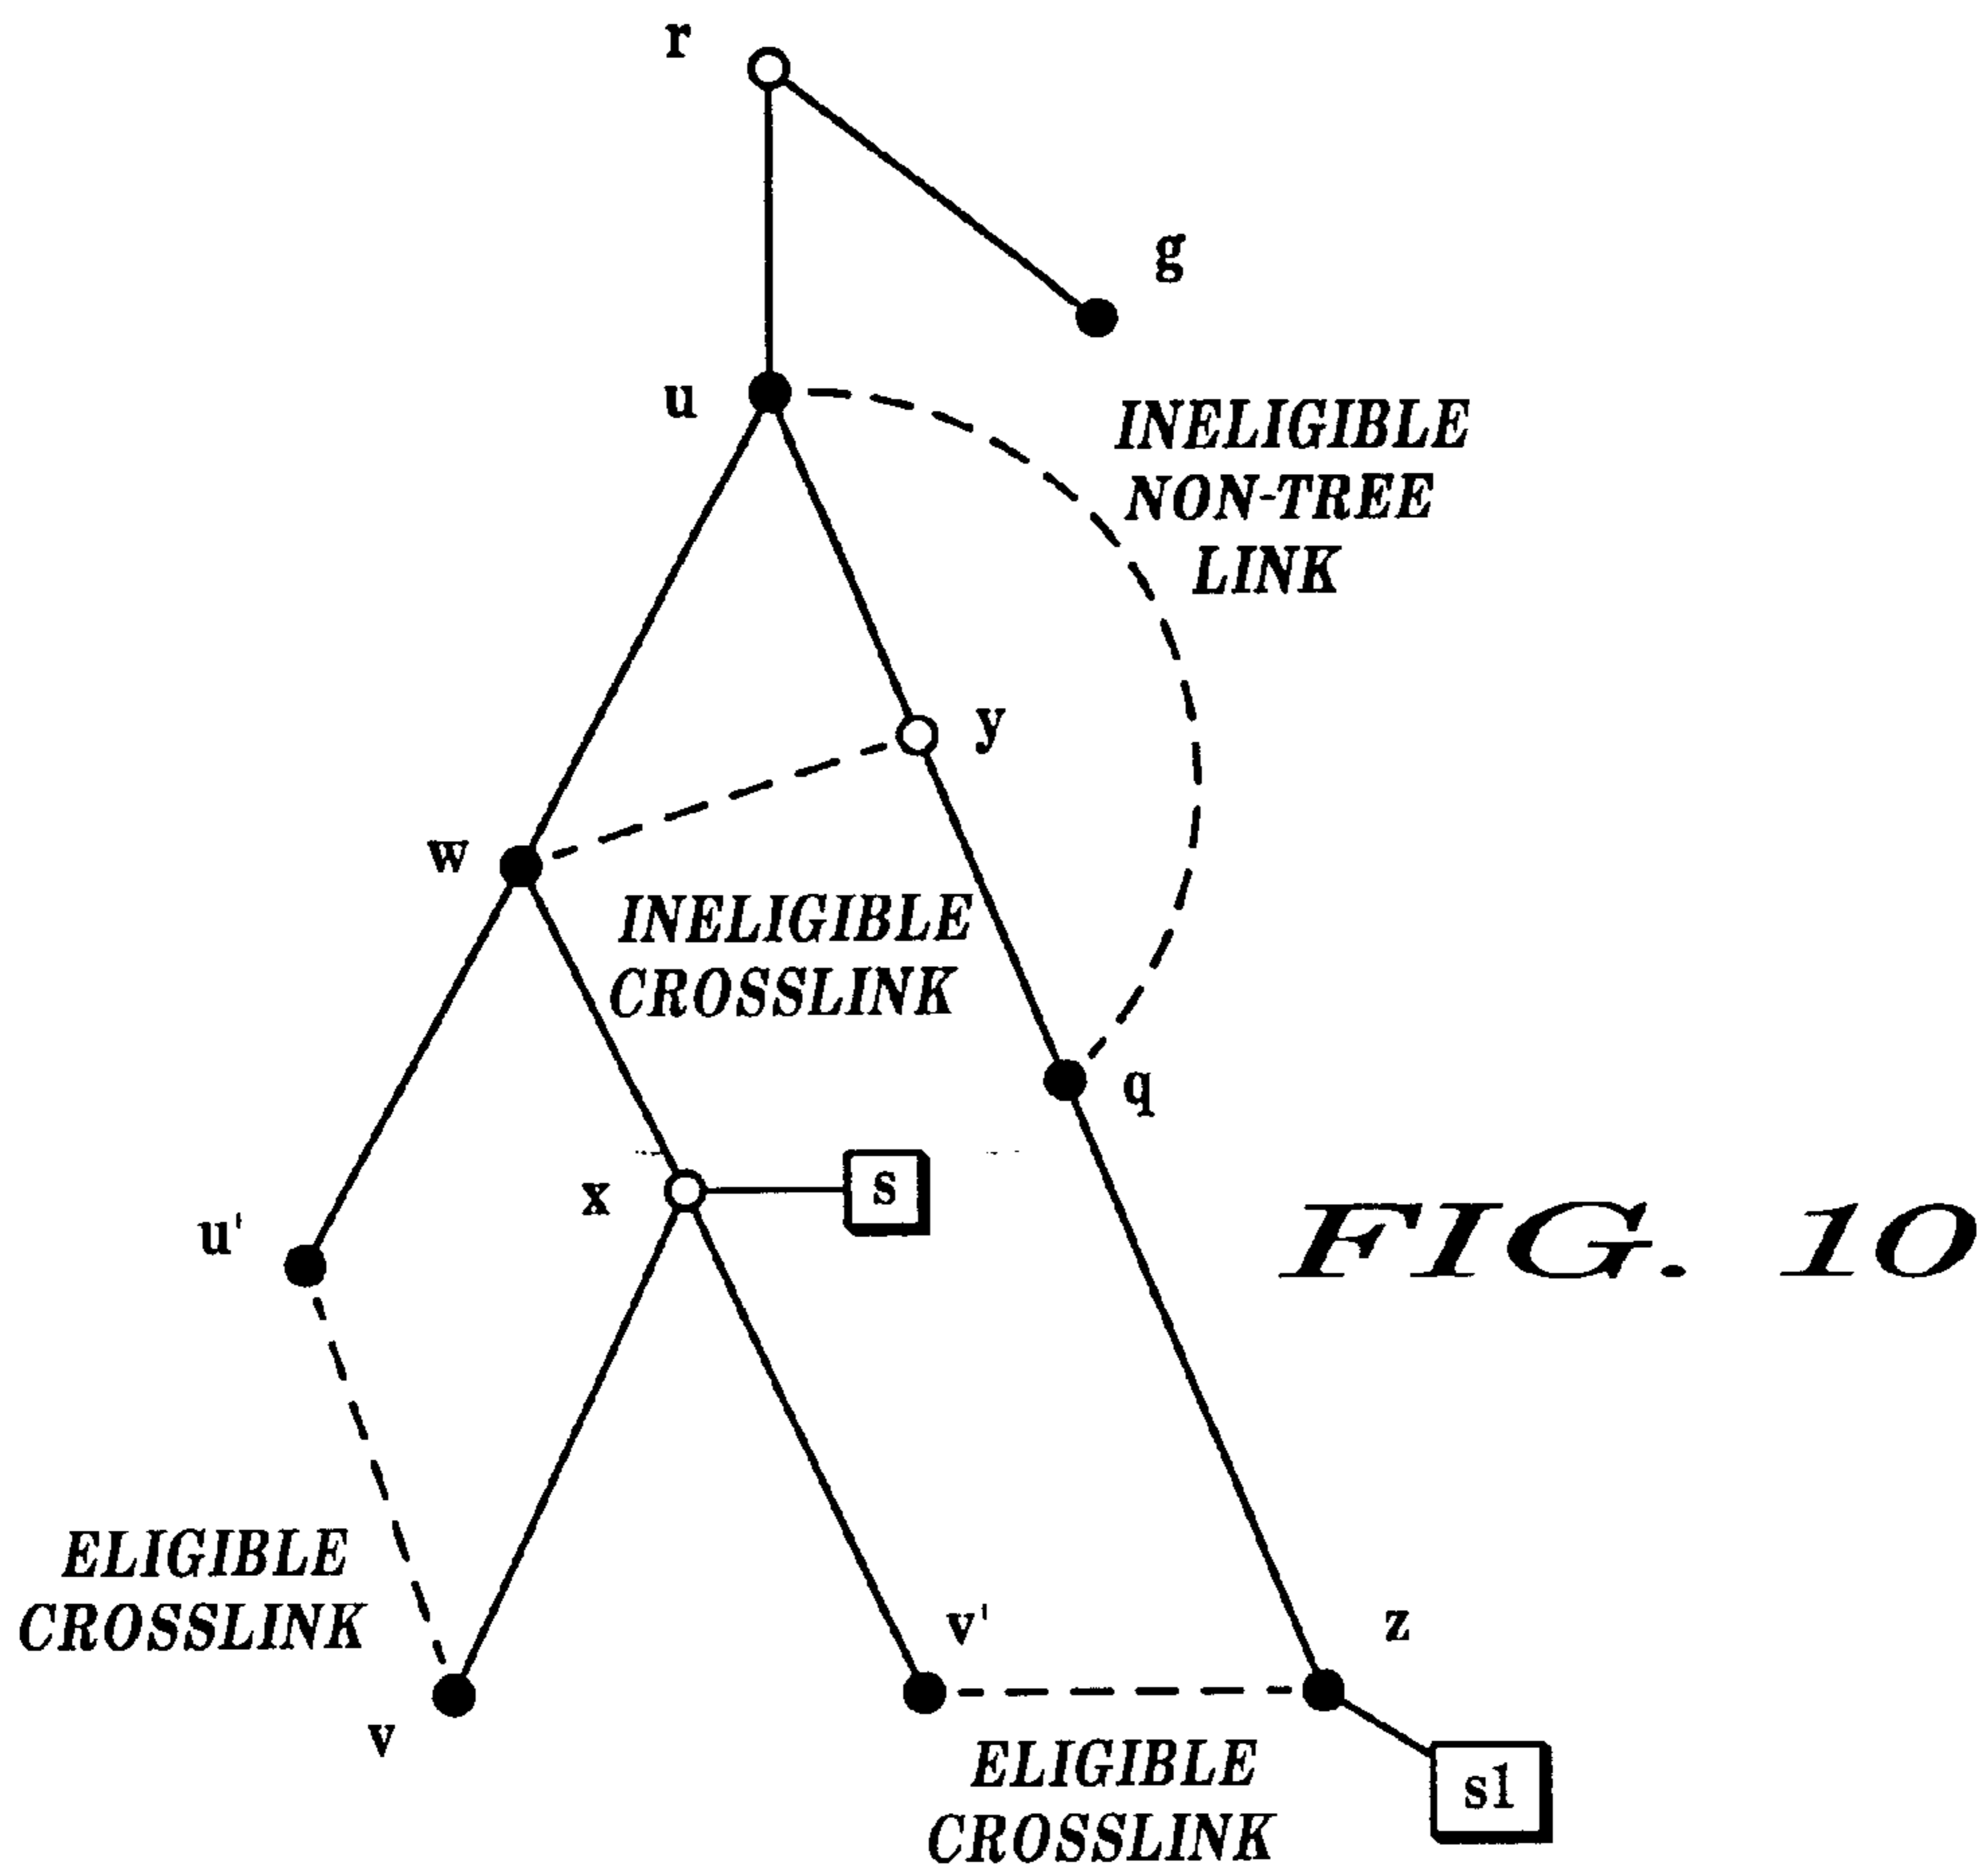 r
g
u
INELIGIBLE
NON-TREE
LINK
y
w
INELIGIBLE
CROSSLINK
q
x
s
u'
FIG. 10
ELIGIBLE
CROSSLINK
v'
z
v
ELIGIBLE
CROSSLINK
s1